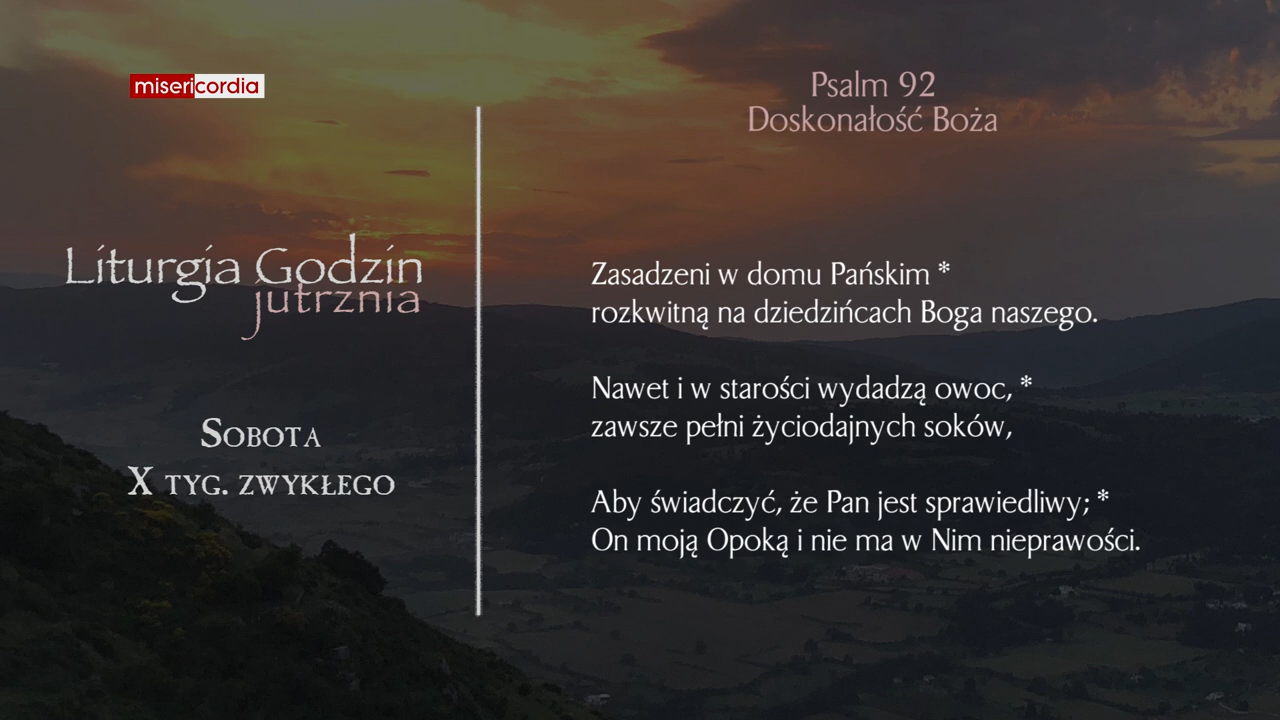 misericordia
Liturgia Godzin
jutrznia
Sobota
X tyg. zwykłego
Psalm 92
Doskonałość Boża
Zasadzeni w domu Pańskim *
rozkwitną na dziedzińcach Boga naszego.
Nawet i w starości wydadzą owoc, *
zawsze pełni życiodajnych soków,
Aby świadczyć, że Pan jest sprawiedliwy; *
On moją Opoką i nie ma w Nim nieprawości.